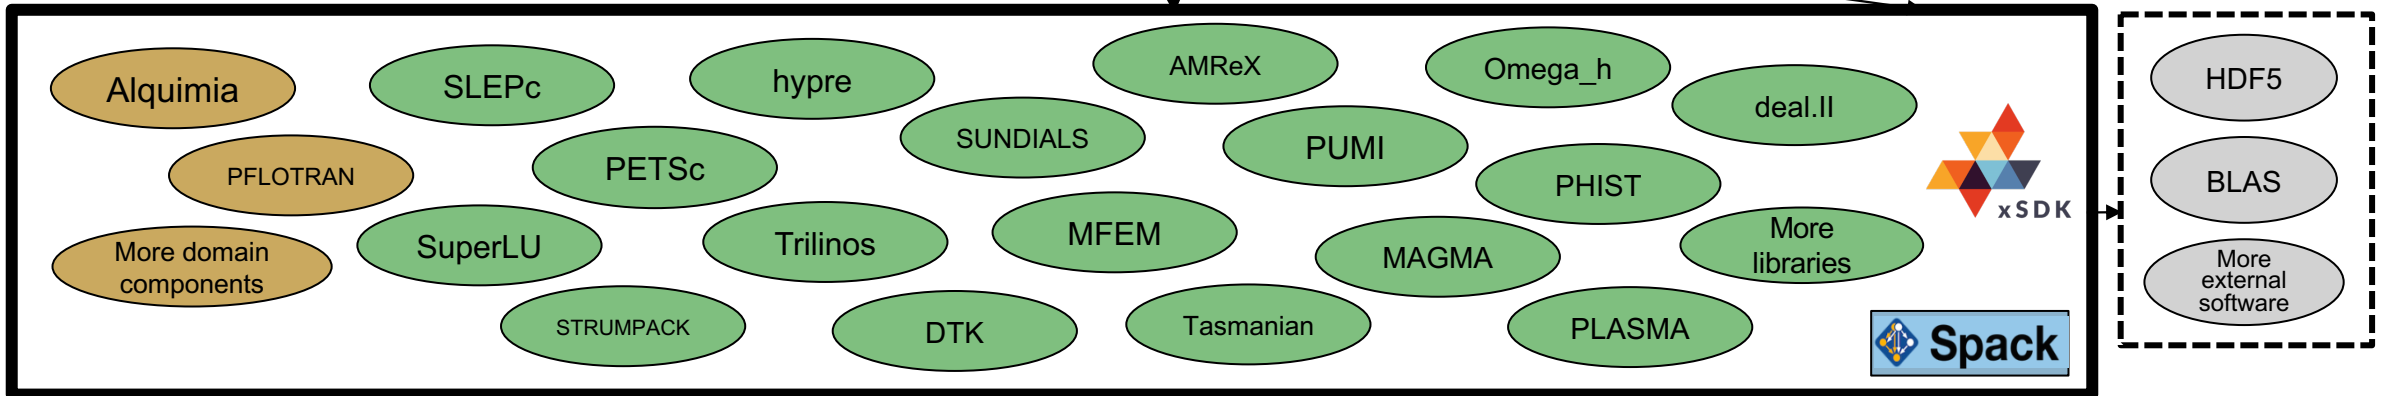 Alquimia
SLEPc
hypre
AMReX
Omega_h
deal.II
HDF5
PFLOTRAN
PETSc
SUNDIALS
PUMI
PHIST
xSDK
BLAS
More domain
components
SuperLU
Trilinos
MFEM
MAGMA
More
libraries
More
external
software
STRUMPACK
DTK
Tasmanian
PLASMA
Spack